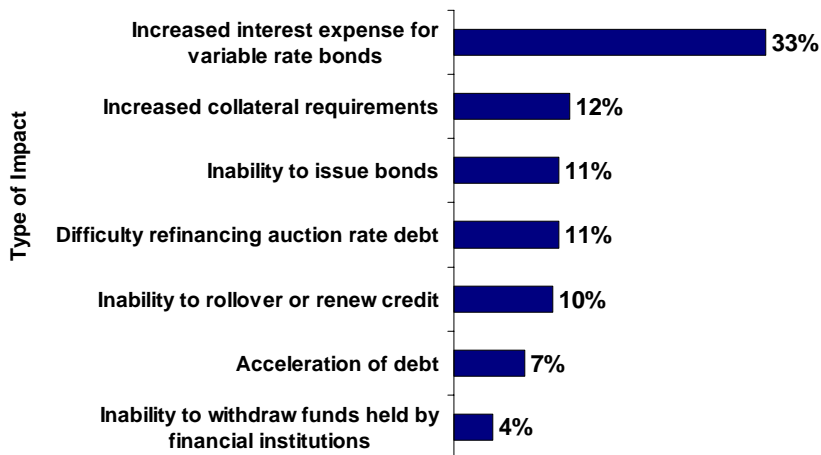 Type of Impact
Increased interest expense for
variable rate bonds
33%
Increased collateral requirements
12%
Inability to issue bonds
11%
Difficulty refinancing auction rate debt
11%
Inability to rollover or renew credit
10%
Acceleration of debt
7%
Inability to withdraw funds held by
financial institutions
4%